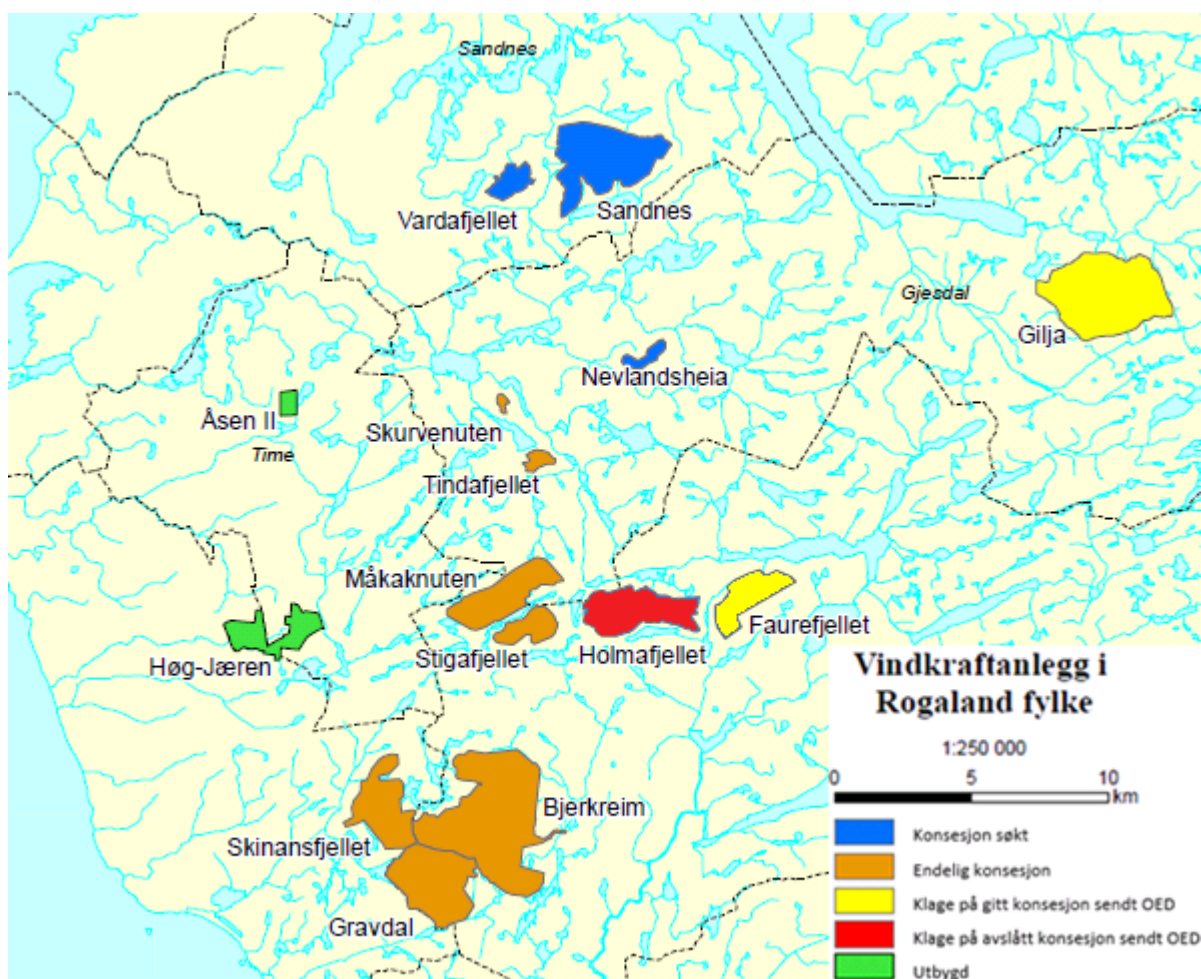 Sandnes
Vardafjellet
Sandnes
Gjesdal
Gilja
Nevlandsheia
Åsen II
Skurvenuten
Time
Tindafjellet
Måkaknuten
Faurefjellet
Stigafjellet
Holmafjellet
Høg-Jæren
Bjerkreim
Skinansfjellet
Gravdal
Vindkraftanlegg i
Rogaland fylke
1:250 000
0 5 10
km
Konsesjon søkt
Endelig konsesjon
Klage på gitt konsesjon sendt OED
Klage på avslått konsesjon sendt OED
Utbygd